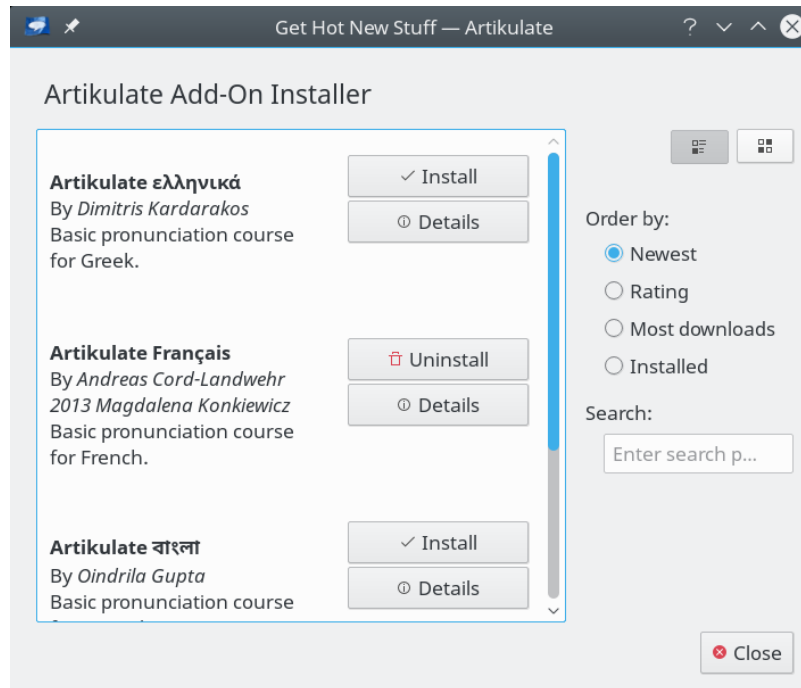 Get Hot New Stuff — Artikulate
Artikulate Add-On Installer
Artikulate ελληνικά
By Dimitris Kardarakos
Basic pronunciation course
for Greek.
Install
Details
Artikulate Français
By Andreas Cord-Landwehr
2013 Magdalena Konkiewicz
Basic pronunciation course
for French.
Uninstall
Details
Artikulate বাংলা
By Oindrila Gupta
Basic pronunciation course
Install
Details
Order by:
Newest
Rating
Most downloads
Installed
Search:
Enter search p...
Close